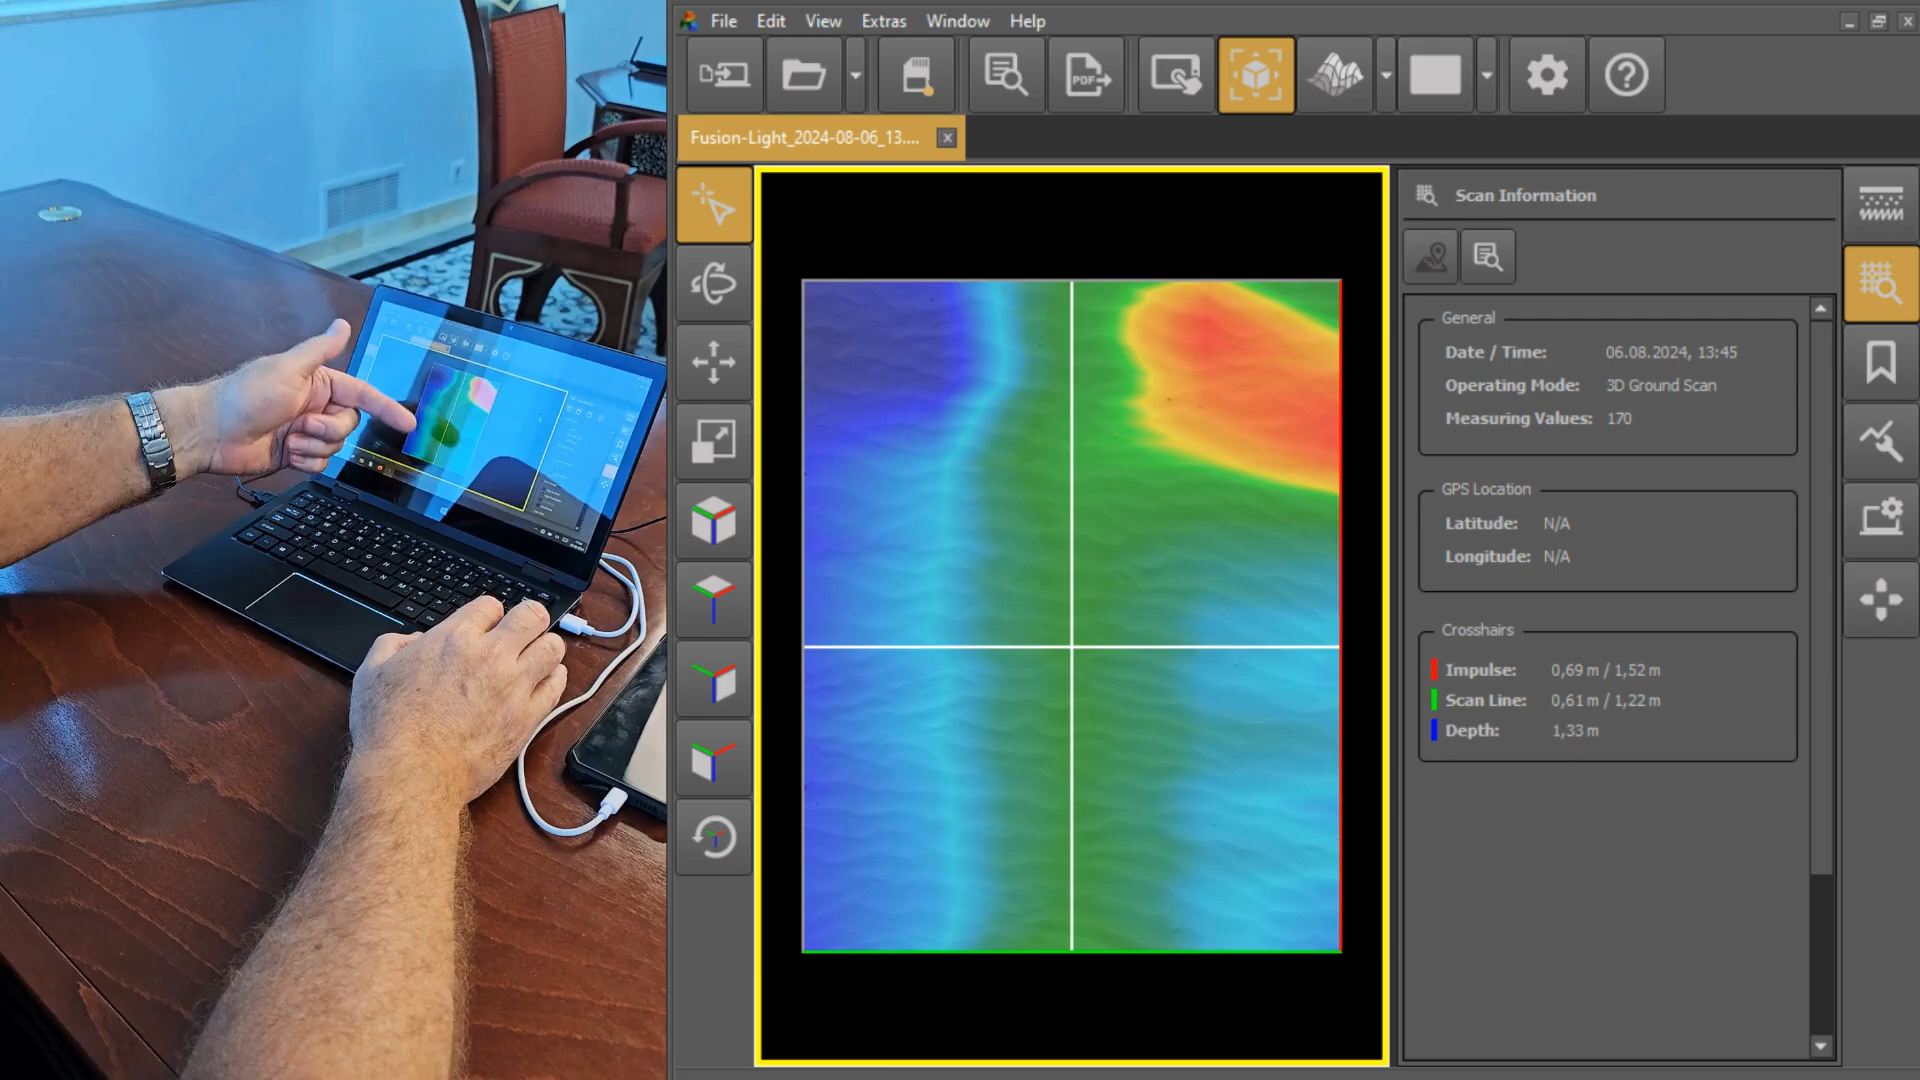 File Edit View Extras Window Help
PDF
Fusion-Light_2024-08-06_13....
Scan Information
General
Date / Time: 06.08.2024, 13:45
Operating Mode: 3D Ground Scan
Measuring Values: 170
GPS Location
Latitude: N/A
Longitude: N/A
Crosshairs
Impulse: 0,69 m / 1,52 m
Scan Line: 0,61 m / 1,22 m
Depth: 1,33 m